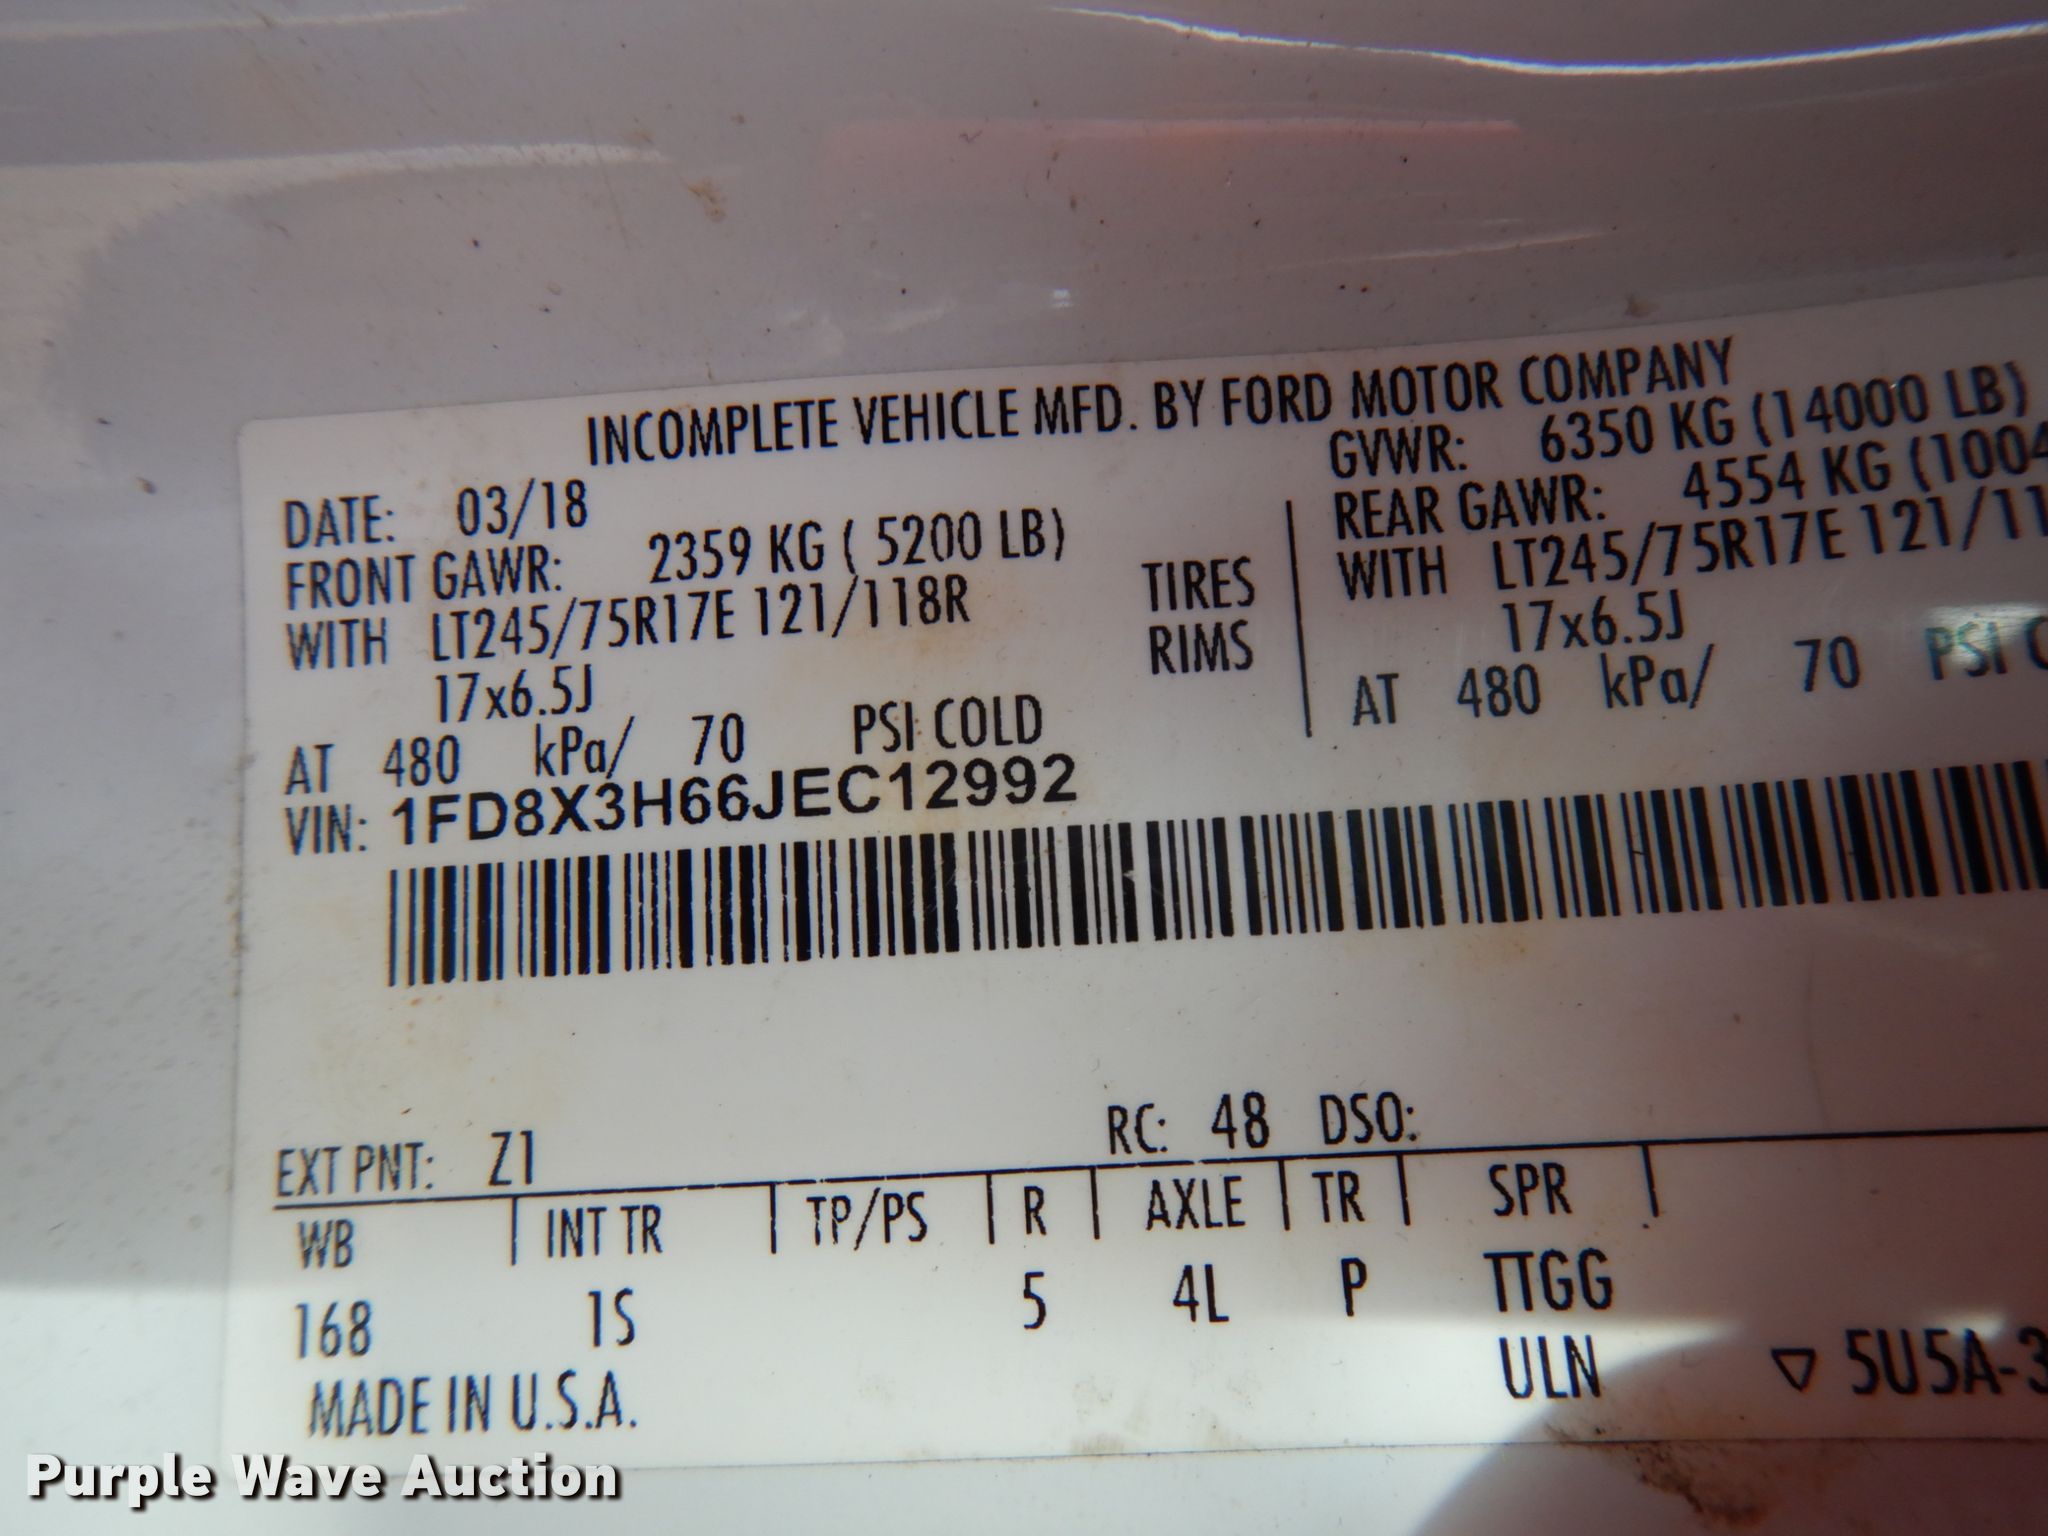 INCOMPLETE VEHICLE MFD. BY FORD MOTOR COMPANY
DATE: 03/18
GVWR: 6350 KG (14000 LB)
FRONT GAWR: 2359 KG ( 5200 LB)
REAR GAWR: 4554 KG (1004
WITH LT245/75R17E 121/118R
TIRES
WITH LT245/75R17E 121/11
17x6.5J
RIMS
17x6.5J
AT 480 kPa/ 70 PSI COLD
AT 480 kPa/ 70 PSI C
VIN: 1FD8X3H66JEC12992
EXT PNT: Z1
RC: 48 DSO:
WB INT TR TP/PS R AXLE TR SPR
168 1S 5 4L P TTGG
ULN
5U5A-3
MADE IN U.S.A.
Purple Wave Auction